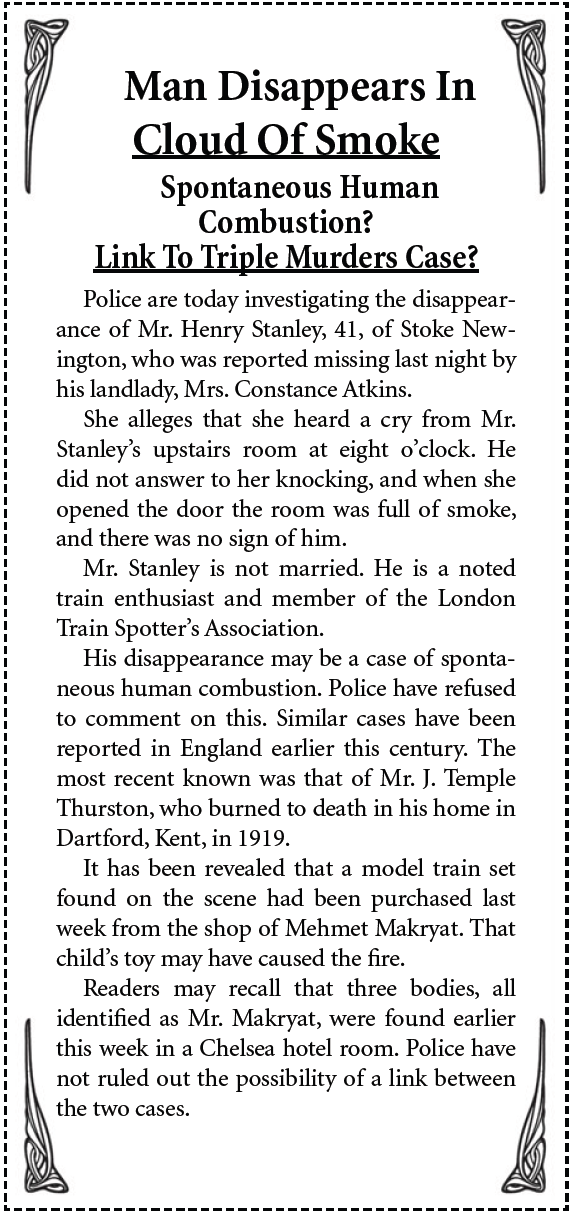 Man Disappears In
Cloud Of Smoke
Spontaneous Human
Combustion?
Link To Triple Murders Case?
Police are today investigating the disappear-
ance of Mr. Henry Stanley, 41, of Stoke New-
ington, who was reported missing last night by
his landlady, Mrs. Constance Atkins.
She alleges that she heard a cry from Mr.
Stanley’s upstairs room at eight o’clock. He
did not answer to her knocking, and when she
opened the door the room was full of smoke,
and there was no sign of him.
Mr. Stanley is not married. He is a noted
train enthusiast and member of the London
Train Spotter’s Association.
His disappearance may be a case of sponta-
neous human combustion. Police have refused
to comment on this. Similar cases have been
reported in England earlier this century. The
most recent known was that of Mr. J. Temple
Thurston, who burned to death in his home in
Dartford, Kent, in 1919.
It has been revealed that a model train set
found on the scene had been purchased last
week from the shop of Mehmet Makryat. That
child’s toy may have caused the fire.
Readers may recall that three bodies, all
identified as Mr. Makryat, were found earlier
this week in a Chelsea hotel room. Police have
not ruled out the possibility of a link between
the two cases.